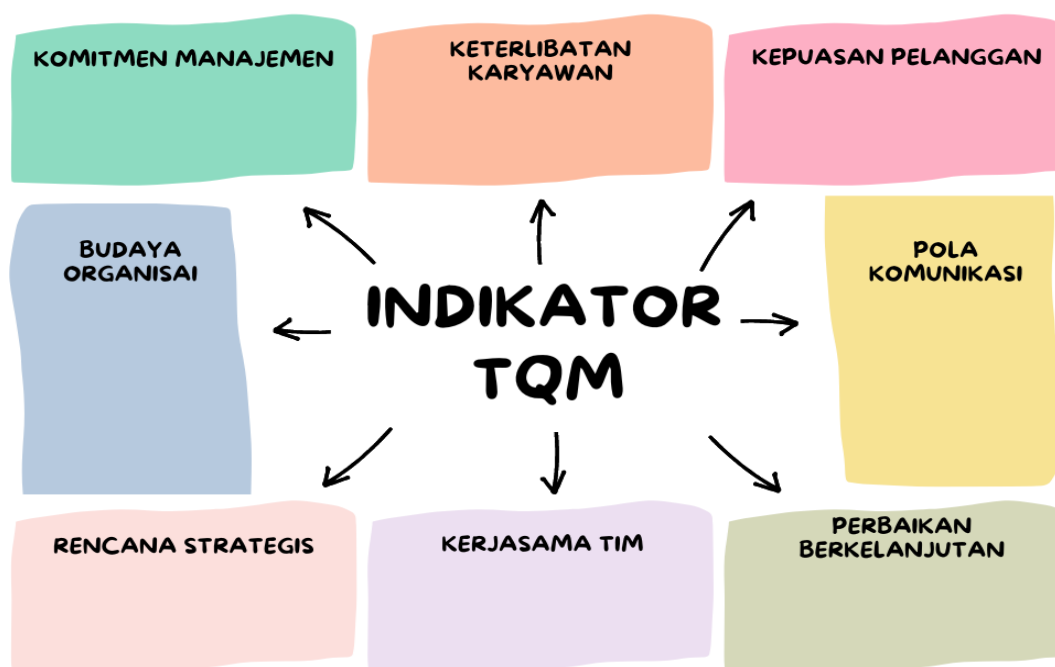 KOMITMEN MANAJEMEN
KETERLIBATAN
KARYAWAN
KEPUASAN PELANGGAN
BUDAYA
ORGANISAI
INDIKATOR
TQM
POLA
KOMUNIKASI
RENCANA STRATEGIS
KERJASAMA TIM
PERBAIKAN
BERKELANJUTAN